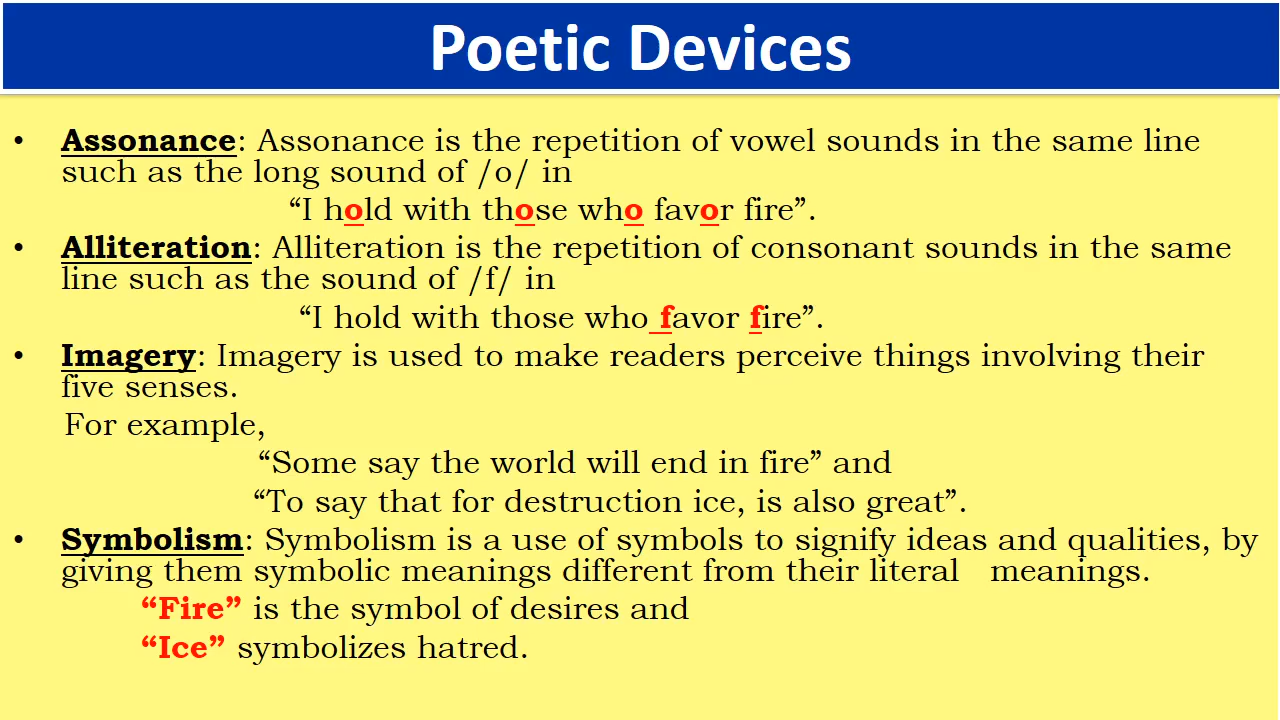 Poetic Devices
• Assonance: Assonance is the repetition of vowel sounds in the same line
such as the long sound of /o/ in
“I hold with those who favor fire”.
• Alliteration: Alliteration is the repetition of consonant sounds in the same
line such as the sound of /f/ in
“I hold with those who favor fire”.
• Imagery: Imagery is used to make readers perceive things involving their
five senses.
For example,
“Some say the world will end in fire” and
“To say that for destruction ice, is also great”.
• Symbolism: Symbolism is a use of symbols to signify ideas and qualities, by
giving them symbolic meanings different from their literal meanings.
“Fire” is the symbol of desires and
“Ice” symbolizes hatred.